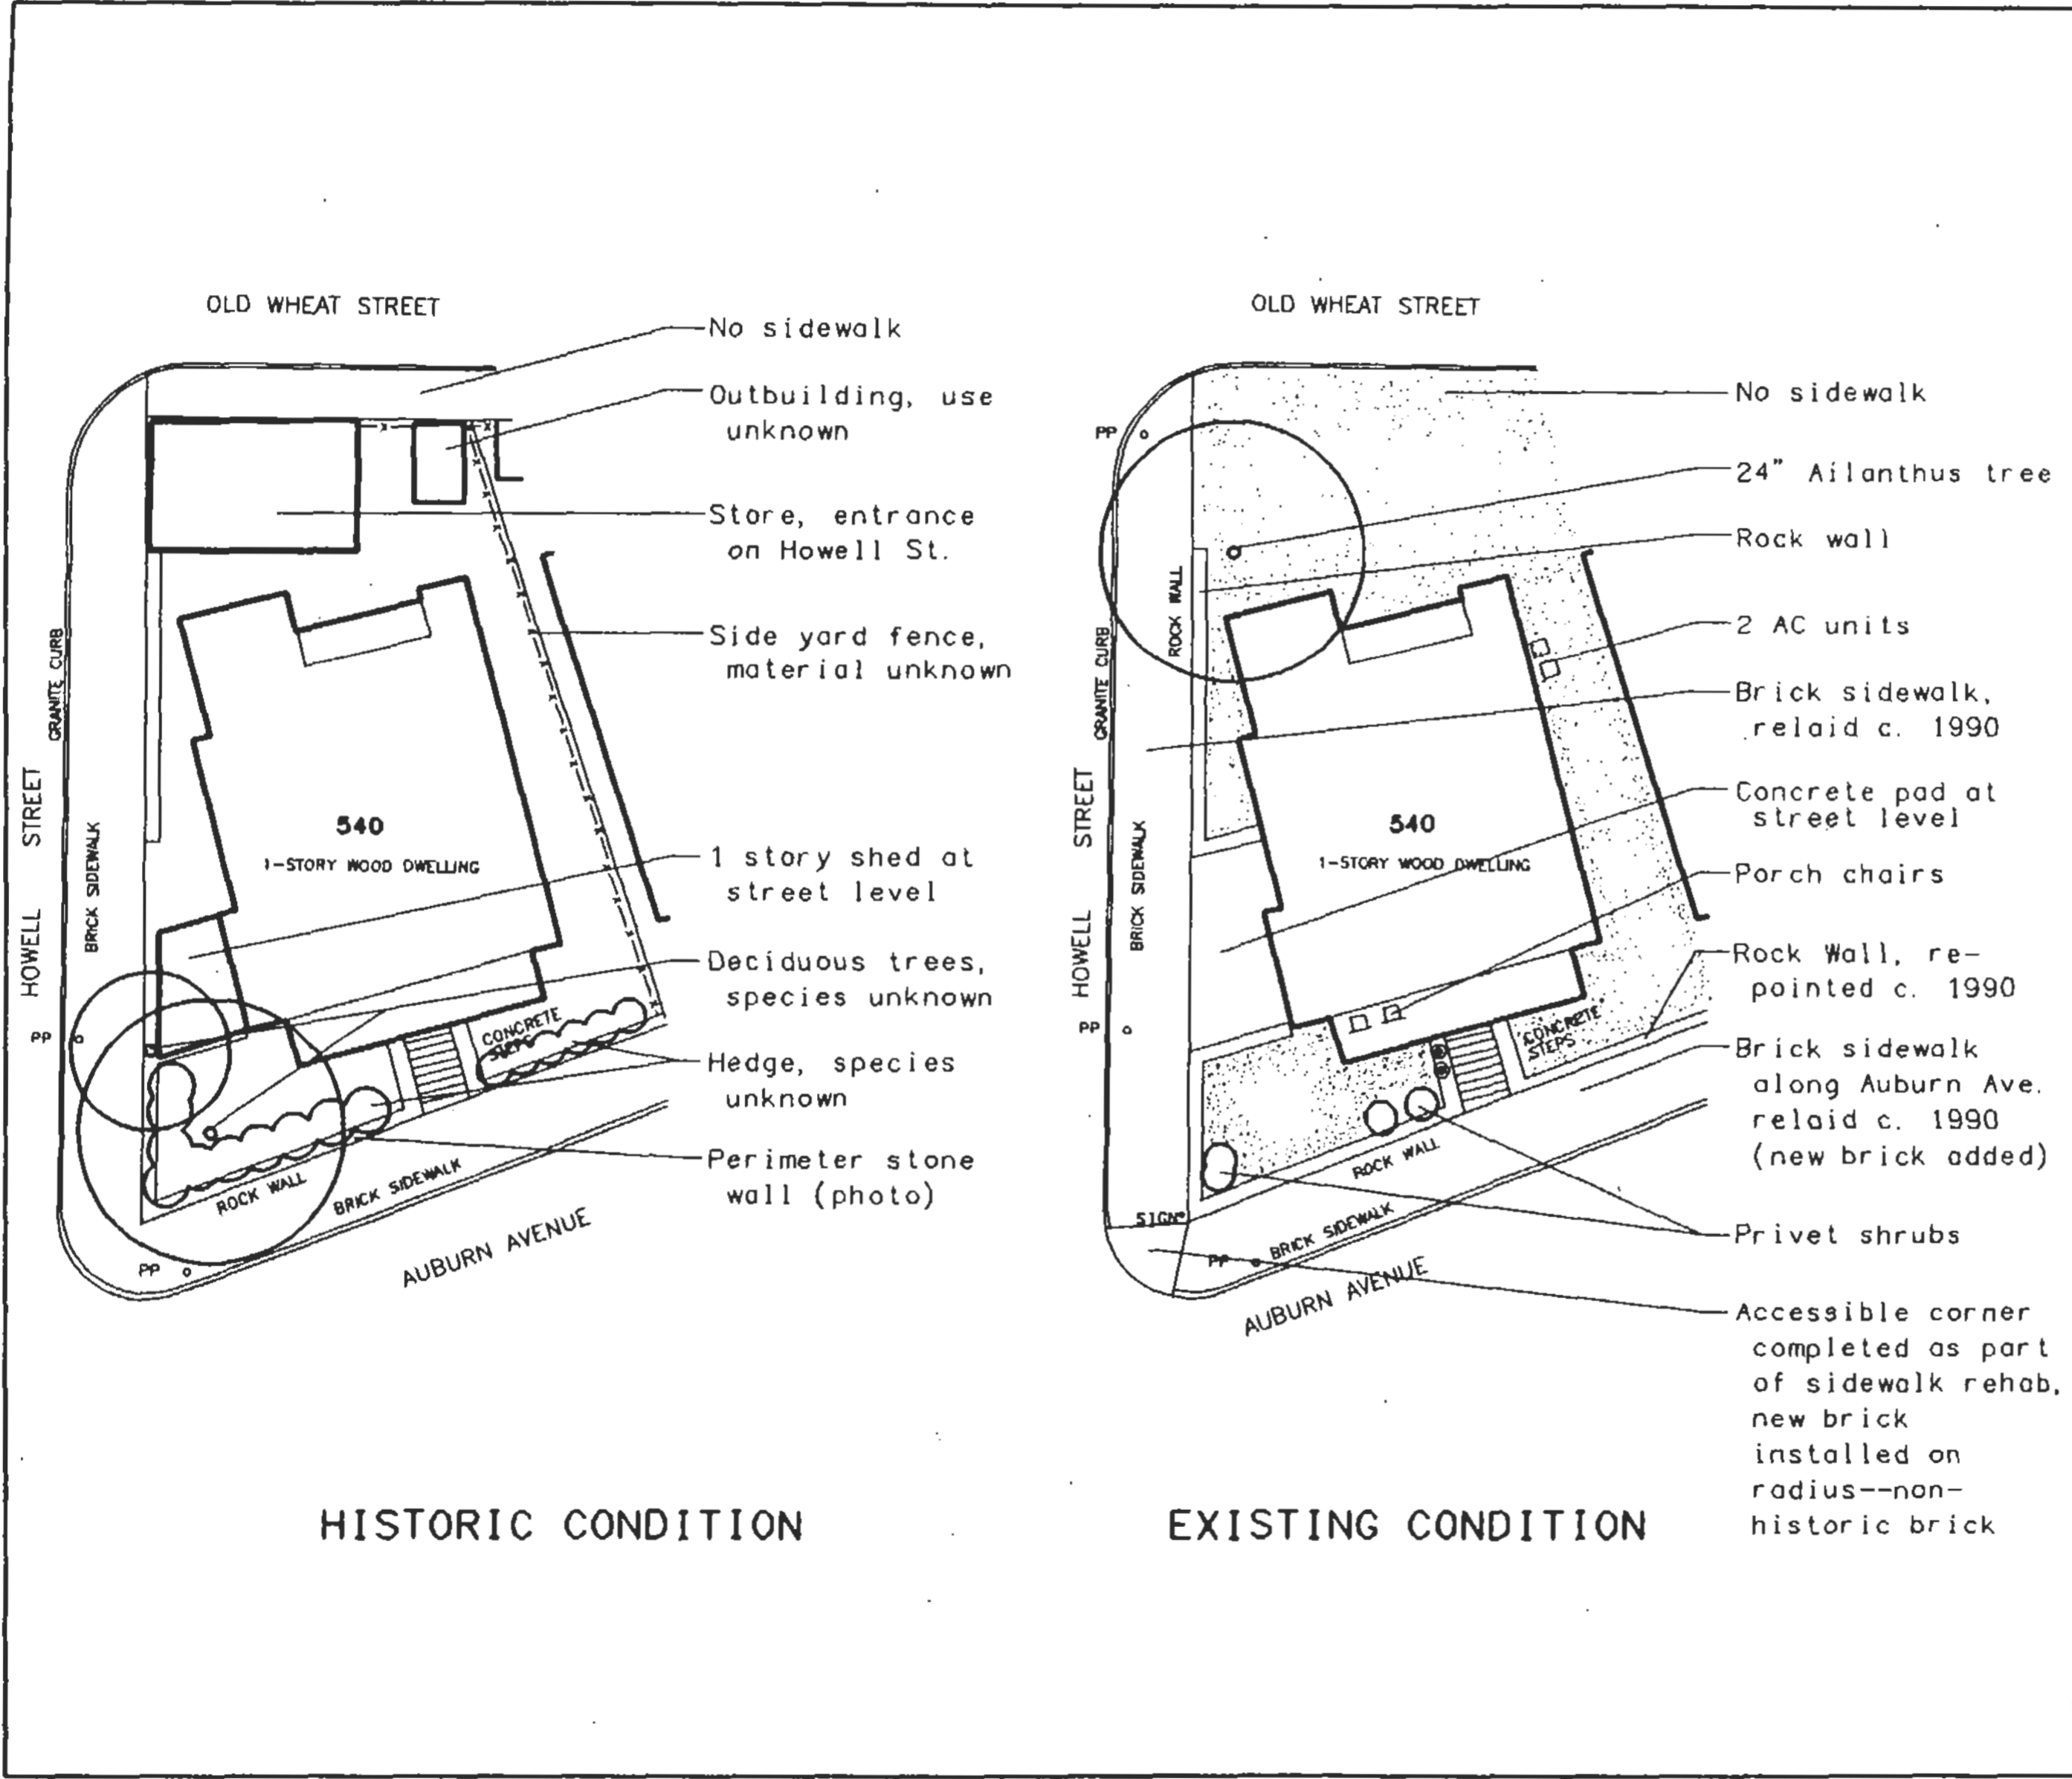 OLD WHEAT STREET
No sidewalk
Outbuilding, use
unknown
Store, entrance
on Howell St.
Side yard fence,
material unknown
GRANITE CURB
HOWELL STREET
BRICK SIDEWALK
540
1-STORY WOOD DWELLING
1 story shed at
street level
Deciduous trees,
species unknown
PP
CONCRETE
STEPS
Hedge, species
unknown
Perimeter stone
wall (photo)
ROCK WALL
BRICK SIDEWALK
AUBURN AVENUE
PP
HISTORIC CONDITION
OLD WHEAT STREET
No sidewalk
PP
24" Ailanthus tree
Rock wall
ROCK WALL
2 AC units
GRANITE CURB
Brick sidewalk,
relaid c. 1990
HOWELL STREET
BRICK SIDEWALK
540
1-STORY WOOD DWELLING
Concrete pad at
street level
Porch chairs
Rock Wall, re-
pointed c. 1990
PP
CONCRETE
STEPS
Brick sidewalk
along Auburn Ave.
relaid c. 1990
(new brick added)
ROCK WALL
Privet shrubs
SIGN
PP
BRICK SIDEWALK
AUBURN AVENUE
Accessible corner
completed as part
of sidewalk rehab,
new brick
installed on
radius--non-
historic brick
EXISTING CONDITION